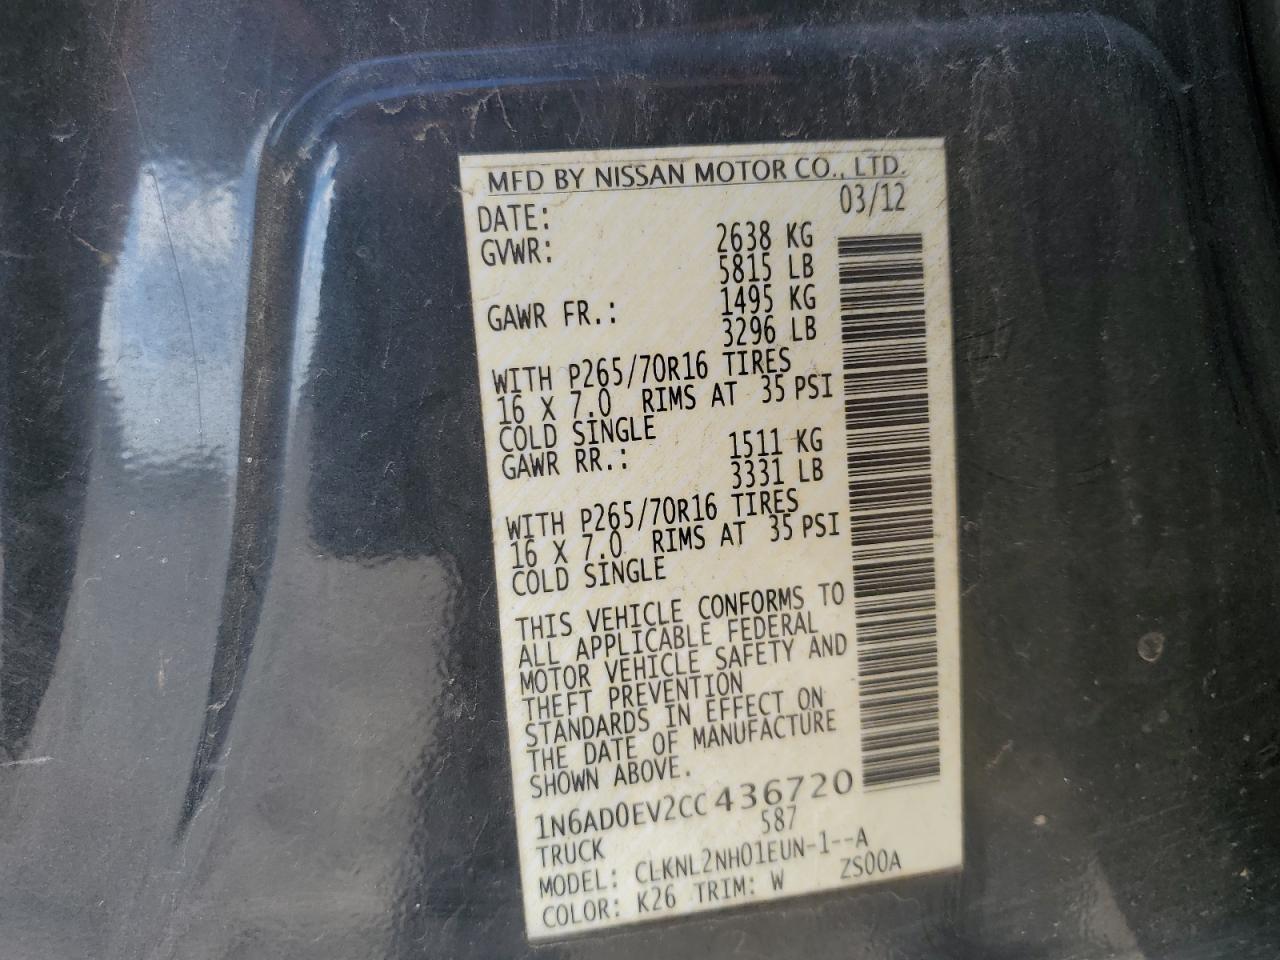 MFD BY NISSAN MOTOR CO., LTD.
DATE: 03/12
GVWR: 2638 KG
5815 LB
GAWR FR.: 1495 KG
3296 LB
WITH P265/70R16 TIRES
16 X 7.0 RIMS AT 35 PSI
COLD SINGLE
GAWR RR.: 1511 KG
3331 LB
WITH P265/70R16 TIRES
16 X 7.0 RIMS AT 35 PSI
COLD SINGLE
THIS VEHICLE CONFORMS TO
ALL APPLICABLE FEDERAL
MOTOR VEHICLE SAFETY AND
THEFT PREVENTION
STANDARDS IN EFFECT ON
THE DATE OF MANUFACTURE
SHOWN ABOVE.
1N6AD0EV2CC436720
TRUCK 587
MODEL: CLKNL2NH01EUN-1--A
COLOR: K26 TRIM: W ZS00A